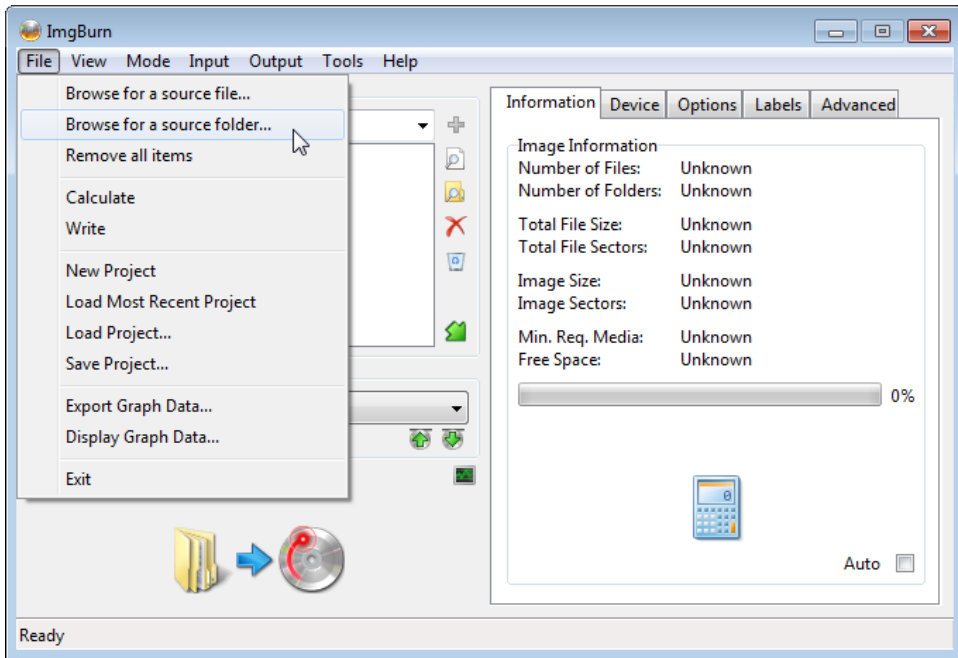 ImgBurn
File View Mode Input Output Tools Help
Browse for a source file...
Browse for a source folder...
Remove all items
Calculate
Write
New Project
Load Most Recent Project
Load Project...
Save Project...
Export Graph Data...
Display Graph Data...
Exit
Information Device Options Labels Advanced
Image Information
Number of Files: Unknown
Number of Folders: Unknown
Total File Size: Unknown
Total File Sectors: Unknown
Image Size: Unknown
Image Sectors: Unknown
Min. Req. Media: Unknown
Free Space: Unknown
0%
0
Auto
Ready